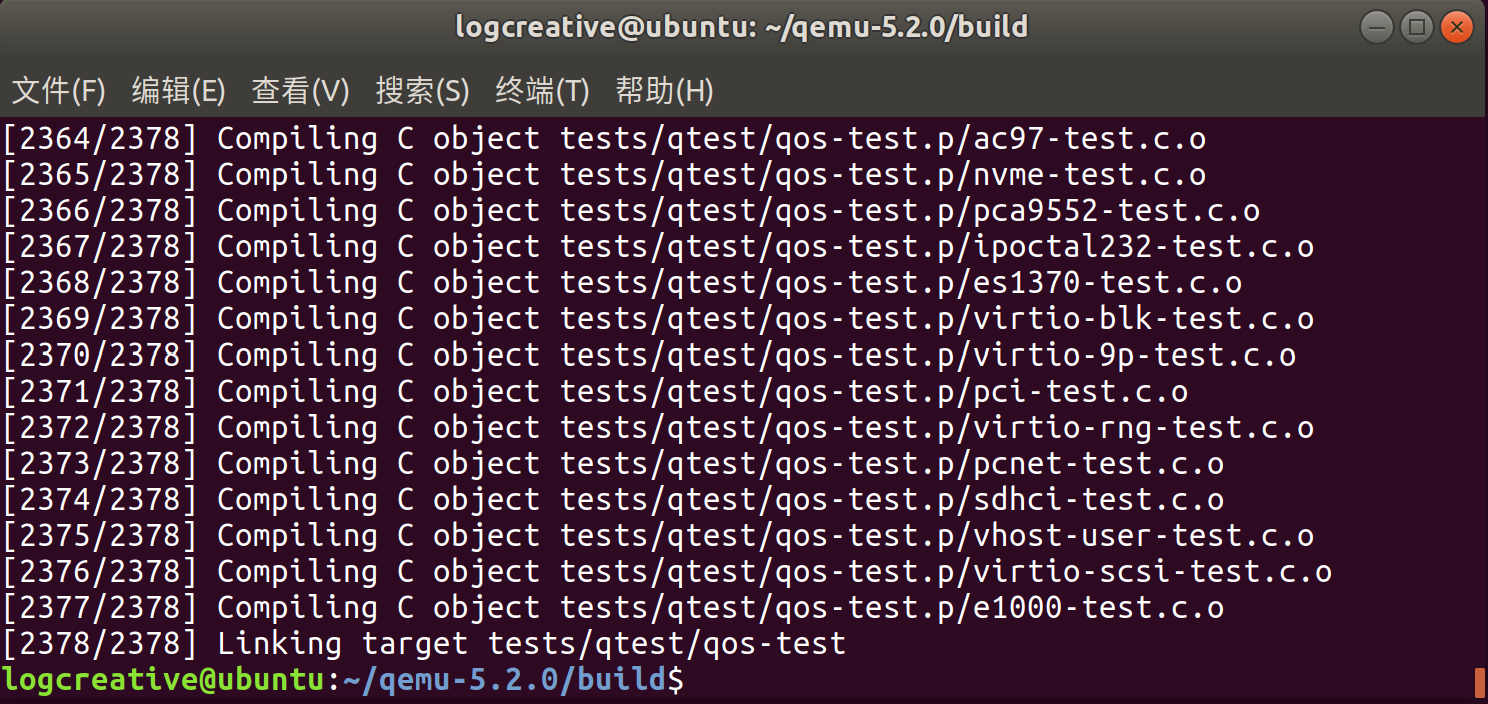 logcreative@ubuntu: ~/qemu-5.2.0/build
文件(F) 编辑(E) 查看(V) 搜索(S) 终端(T) 帮助(H)
[2364/2378] Compiling C object tests/qtest/qos-test.p/ac97-test.c.o
[2365/2378] Compiling C object tests/qtest/qos-test.p/nvme-test.c.o
[2366/2378] Compiling C object tests/qtest/qos-test.p/pca9552-test.c.o
[2367/2378] Compiling C object tests/qtest/qos-test.p/ipoctal232-test.c.o
[2368/2378] Compiling C object tests/qtest/qos-test.p/es1370-test.c.o
[2369/2378] Compiling C object tests/qtest/qos-test.p/virtio-blk-test.c.o
[2370/2378] Compiling C object tests/qtest/qos-test.p/virtio-9p-test.c.o
[2371/2378] Compiling C object tests/qtest/qos-test.p/pci-test.c.o
[2372/2378] Compiling C object tests/qtest/qos-test.p/virtio-rng-test.c.o
[2373/2378] Compiling C object tests/qtest/qos-test.p/pcnet-test.c.o
[2374/2378] Compiling C object tests/qtest/qos-test.p/sdhci-test.c.o
[2375/2378] Compiling C object tests/qtest/qos-test.p/vhost-user-test.c.o
[2376/2378] Compiling C object tests/qtest/qos-test.p/virtio-scsi-test.c.o
[2377/2378] Compiling C object tests/qtest/qos-test.p/e1000-test.c.o
[2378/2378] Linking target tests/qtest/qos-test
logcreative@ubuntu:~/qemu-5.2.0/build$